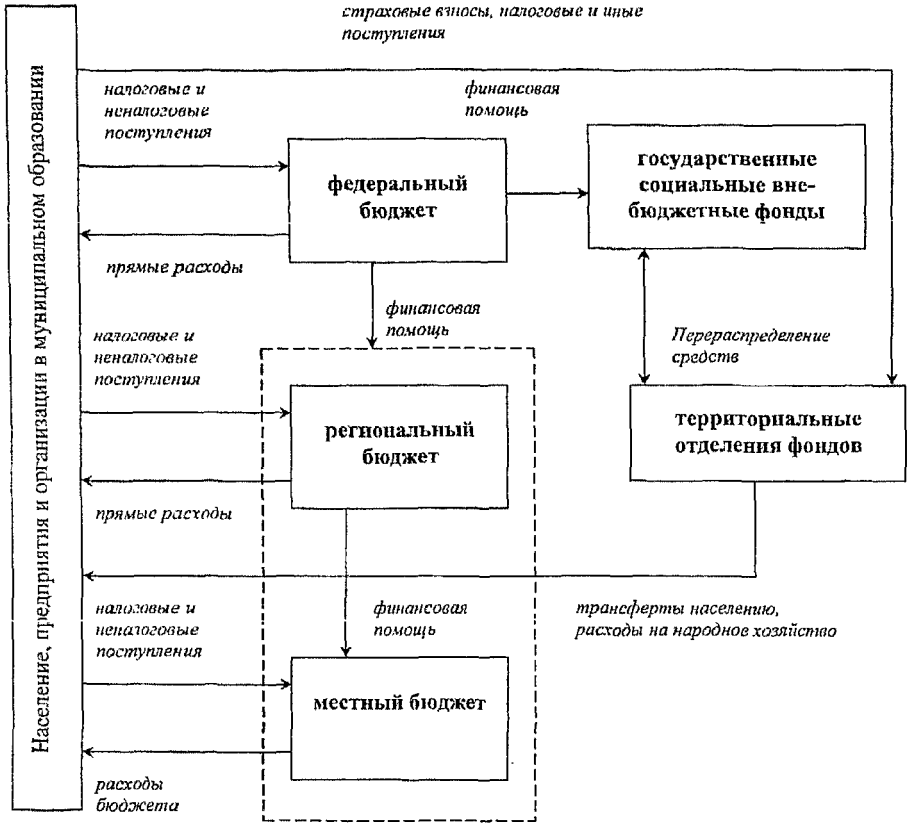 страховые взносы, налоговые и иные
поступления
Население, предприятия и организации в муниципальном образовании
налоговые и
неналоговые
поступления
финансовая
помощь
федеральный
бюджет
государственные
социальные вне-
бюджетные фонды
прямые расходы
финансовая
помощь
налоговые и
неналоговые
поступления
Перераспределение
средств
региональный
бюджет
территориальные
отделения фондов
прямые расходы
налоговые и
неналоговые
поступления
финансовая
помощь
трансферты населению,
расходы на народное хозяйство
местный бюджет
расходы
бюджета